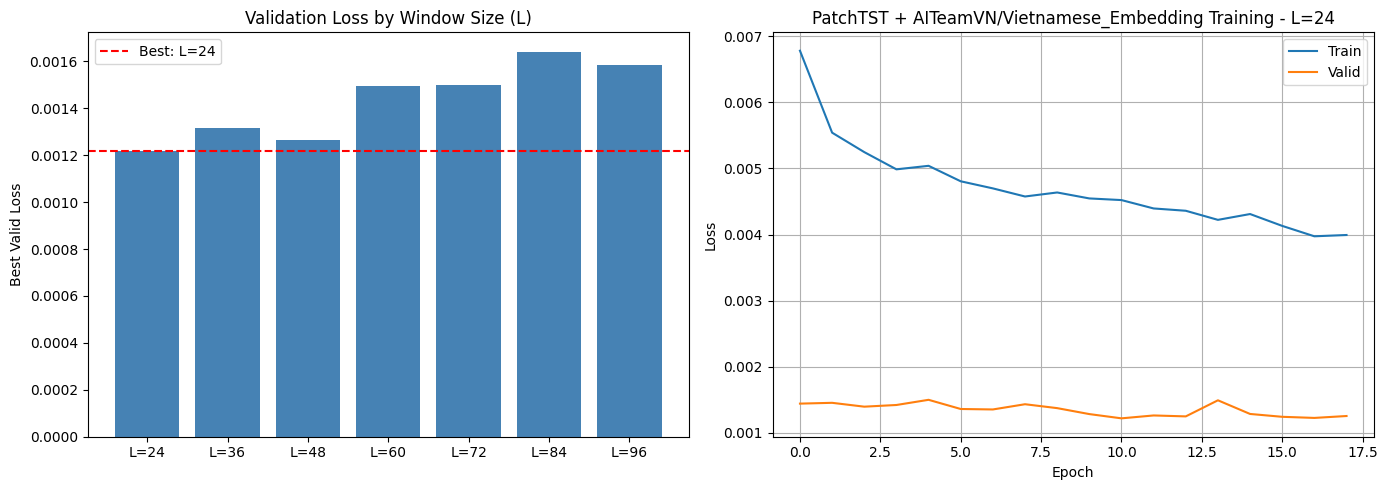 Validation Loss by Window Size (L)
Best: L=24
Best Valid Loss
0.0016
0.0014
0.0012
0.0010
0.0008
0.0006
0.0004
0.0002
0.0000
L=24 L=36 L=48 L=60 L=72 L=84 L=96
PatchTST + AITeamVN/Vietnamese_Embedding Training - L=24
Train
Valid
Loss
0.007
0.006
0.005
0.004
0.003
0.002
0.001
0.0 2.5 5.0 7.5 10.0 12.5 15.0 17.5
Epoch